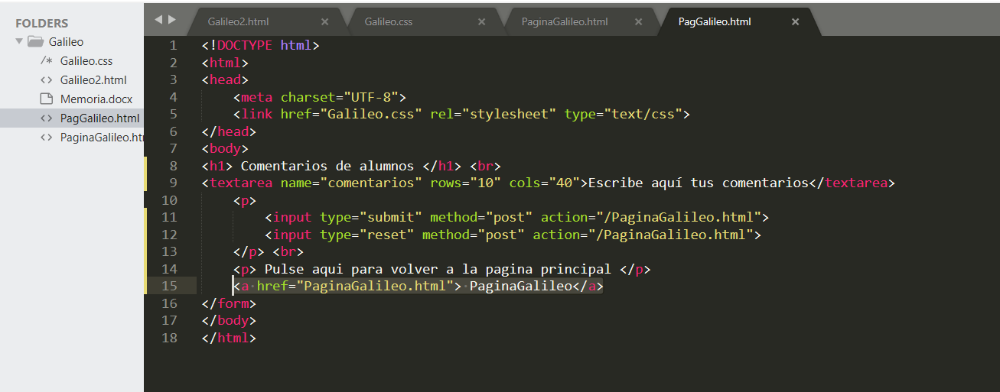 FOLDERS
Galileo
/* Galileo.css
<> Galileo2.html
Memoria.docx
<> PagGalileo.html
<> PaginaGalileo.htm
Galileo2.html × Galileo.css × PaginaGalileo.html × PagGalileo.html ×
1 <!DOCTYPE html>
2 <html>
3 <head>
4 <meta charset="UTF-8">
5 <link href="Galileo.css" rel="stylesheet" type="text/css">
6 </head>
7 <body>
8 <h1> Comentarios de alumnos </h1> <br>
9 <textarea name="comentarios" rows="10" cols="40">Escribe aquí tus comentarios</textarea>
10 <p>
11 <input type="submit" method="post" action="/PaginaGalileo.html">
12 <input type="reset" method="post" action="/PaginaGalileo.html">
13 </p> <br>
14 <p> Pulse aqui para volver a la pagina principal </p>
15 <a href="PaginaGalileo.html"> PaginaGalileo</a>
16 </form>
17 </body>
18 </html>